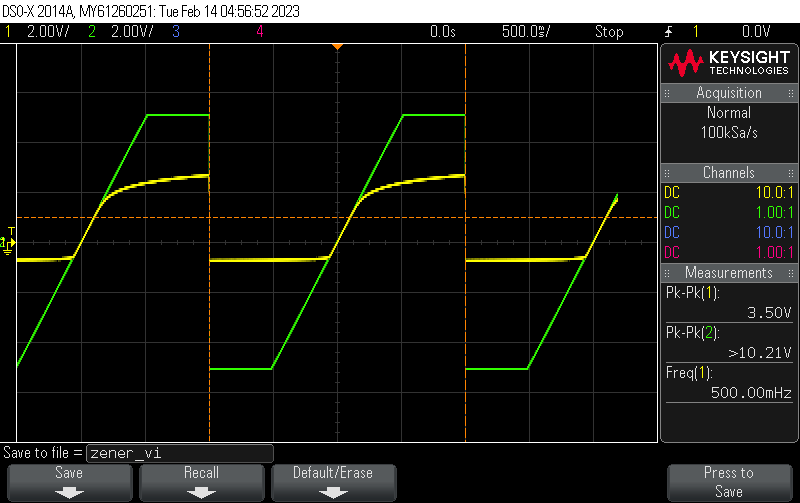 DSO-X 2014A, MY61260251: Tue Feb 14 04:56:52 2023
1 2.00V/ 2 2.00V/ 3 4 0.0s 500.0ms/ Stop 1 0.0V
KEYSIGHT
TECHNOLOGIES
Acquisition
Normal
100kSa/s
Channels
DC 10.0:1
DC 1.00:1
DC 10.0:1
DC 1.00:1
Measurements
Pk-Pk(1):
3.50V
Pk-Pk(2):
>10.21V
Freq(1):
500.00mHz
T
Save to file = zener_vi
Save Recall Default/Erase Press to
Save